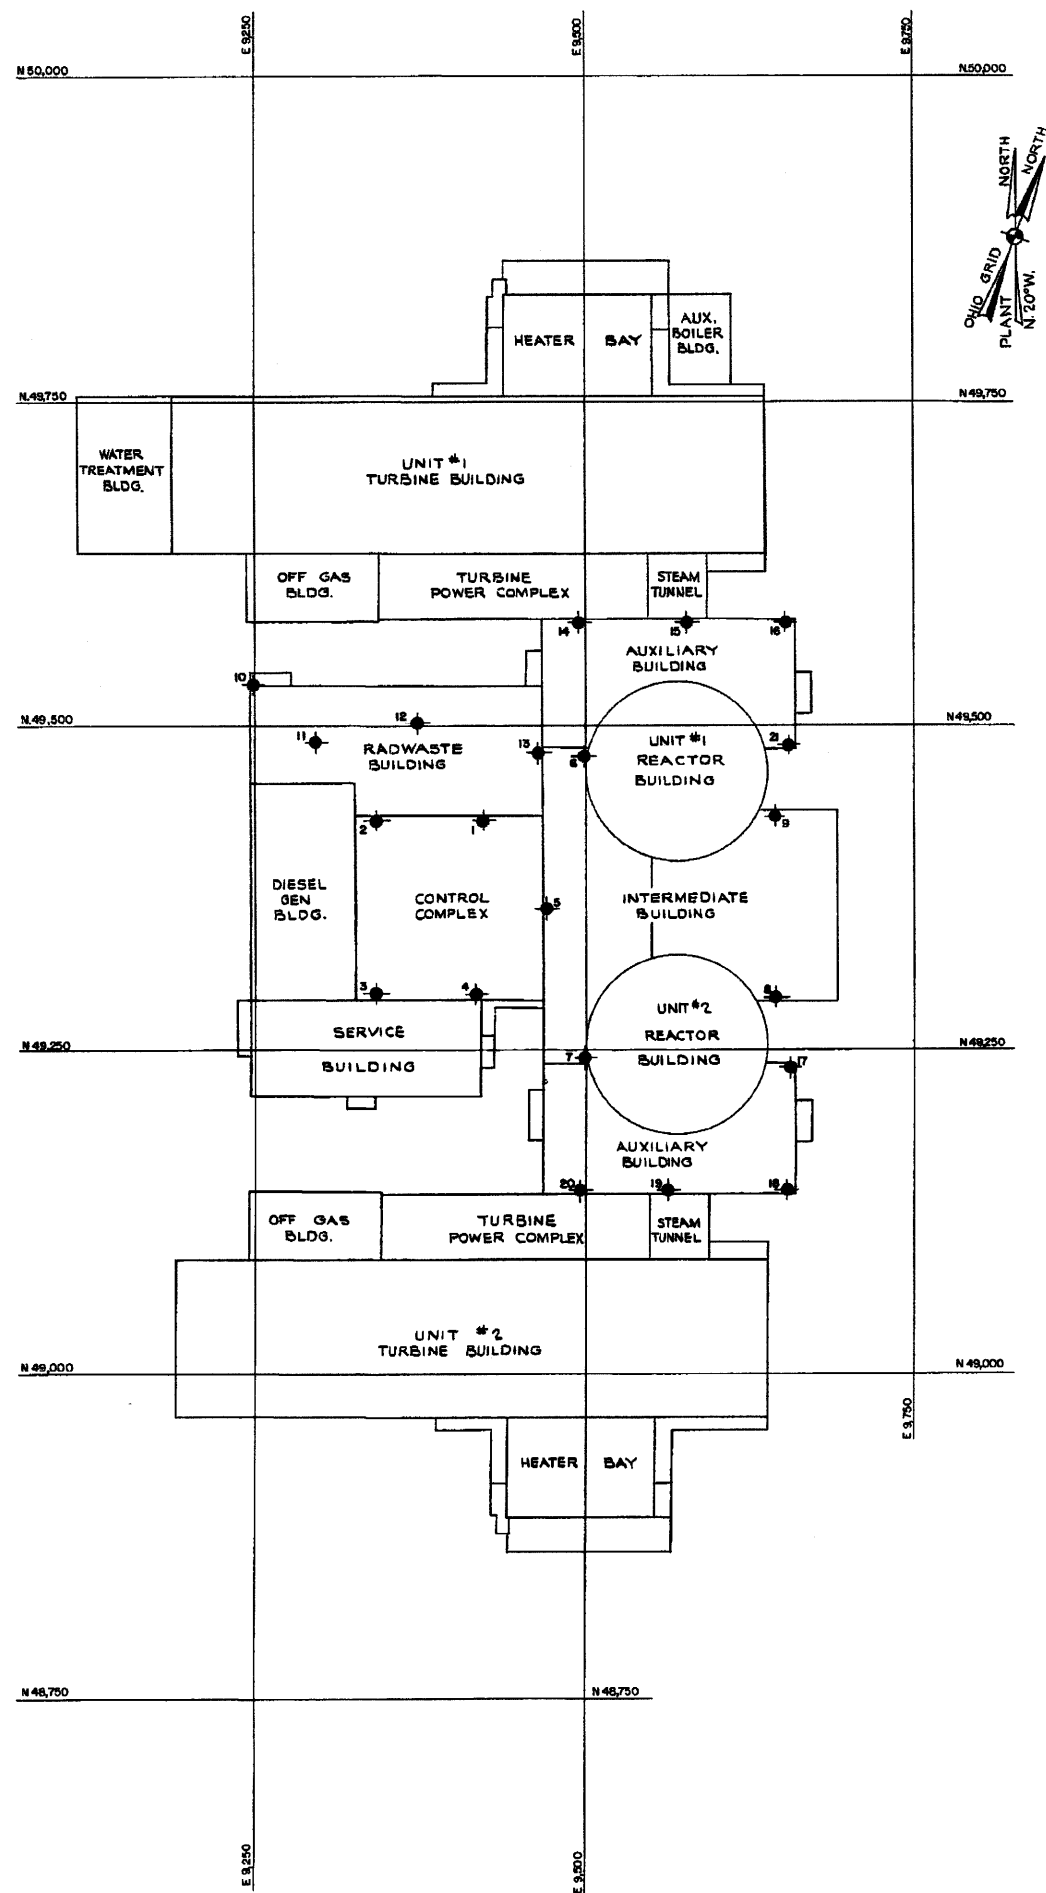 E 9,250
E 9,500
E 9,750
N 50,000
N.50,000
NORTH
NORTH
OHIO GRID
PLANT
N. 20°W.
HEATER BAY
AUX.
BOILER
BLDG.
N.49,750
N 49,750
WATER
TREATMENT
BLDG.
UNIT #1
TURBINE BUILDING
OFF GAS
BLDG.
TURBINE
POWER COMPLEX
STEAM
TUNNEL
14
15
16
AUXILIARY
BUILDING
10
N.49,500
N 49,500
11
12
RADWASTE
BUILDING
13
6
UNIT #1
REACTOR
BUILDING
21
2
1
9
DIESEL
GEN
BLDG.
CONTROL
COMPLEX
5
INTERMEDIATE
BUILDING
3
4
8
SERVICE
BUILDING
UNIT #2
REACTOR
BUILDING
N 49,250
N 49,250
7
17
AUXILIARY
BUILDING
20
19
18
OFF GAS
BLDG.
TURBINE
POWER COMPLEX
STEAM
TUNNEL
UNIT #2
TURBINE BUILDING
N 49,000
N 49,000
E 9,750
HEATER BAY
N 48,750
N 48,750
E 9,250
E 9,500